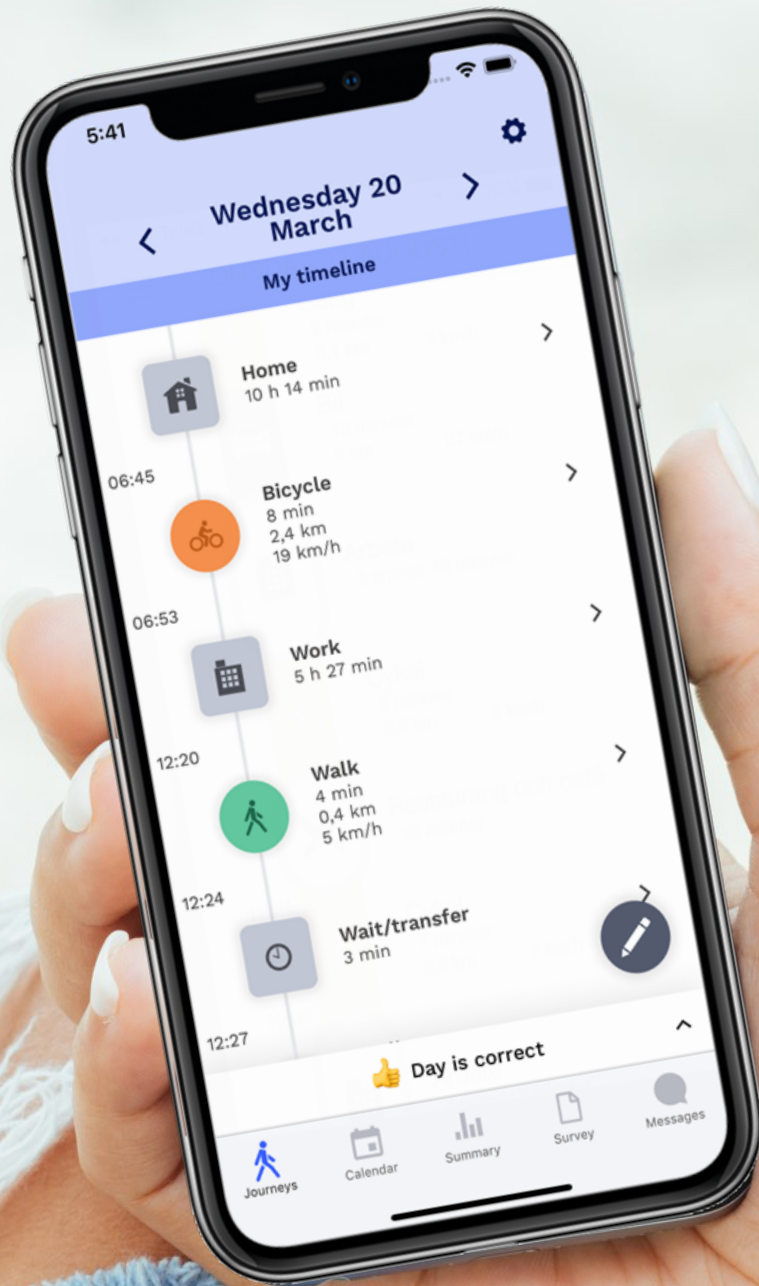 5:41
Wednesday 20
March
My timeline
Home
10 h 14 min
06:45
Bicycle
8 min
2,4 km
19 km/h
06:53
Work
5 h 27 min
12:20
Walk
4 min
0,4 km
5 km/h
12:24
Wait/transfer
3 min
12:27
👍 Day is correct
Journeys
Calendar
Summary
Survey
Messages